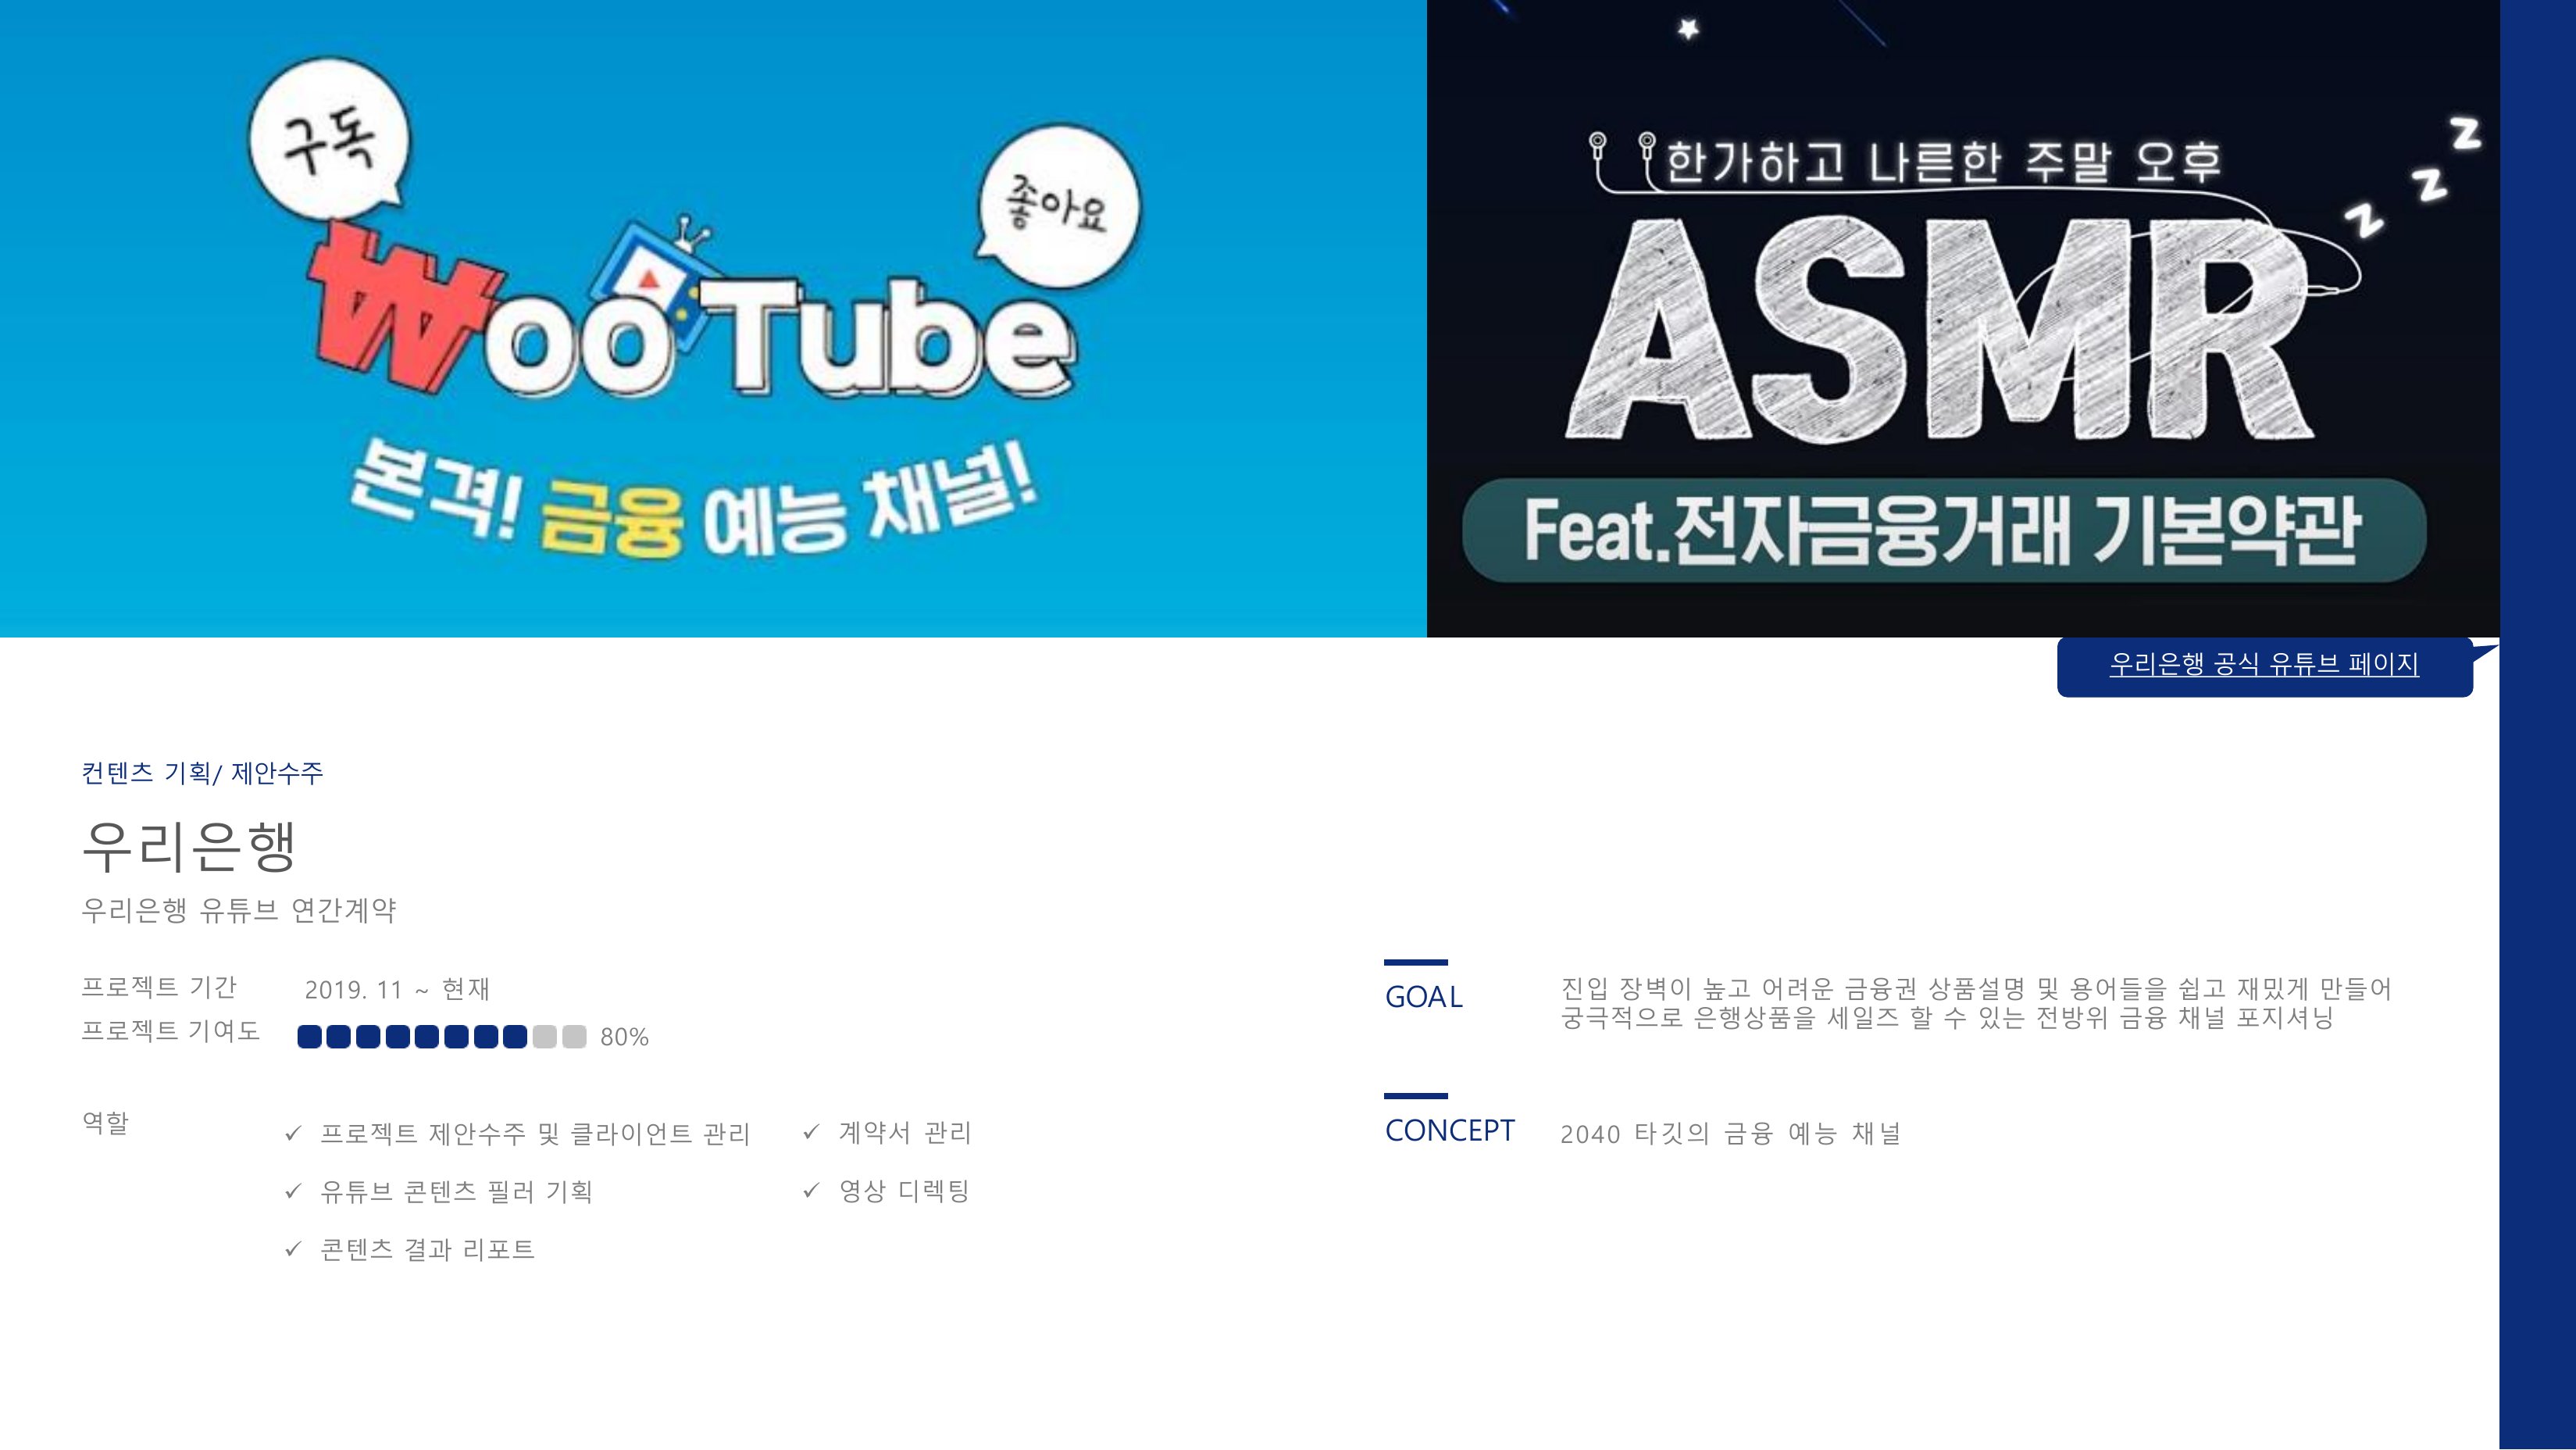 구독
좋아요
₩ooTube
본격! 금융 예능 채널!
한가하고 나른한 주말 오후
z z z
ASMR
Feat.전자금융거래 기본약관
우리은행 공식 유튜브 페이지
컨텐츠 기획/ 제안수주
우리은행
우리은행 유튜브 연간계약
프로젝트 기간 2019. 11 ~ 현재
프로젝트 기여도 80%
역할
✓ 프로젝트 제안수주 및 클라이언트 관리
✓ 유튜브 콘텐츠 필러 기획
✓ 콘텐츠 결과 리포트
✓ 계약서 관리
✓ 영상 디렉팅
GOAL
진입 장벽이 높고 어려운 금융권 상품설명 및 용어들을 쉽고 재밌게 만들어
궁극적으로 은행상품을 세일즈 할 수 있는 전방위 금융 채널 포지셔닝
CONCEPT
2040 타깃의 금융 예능 채널